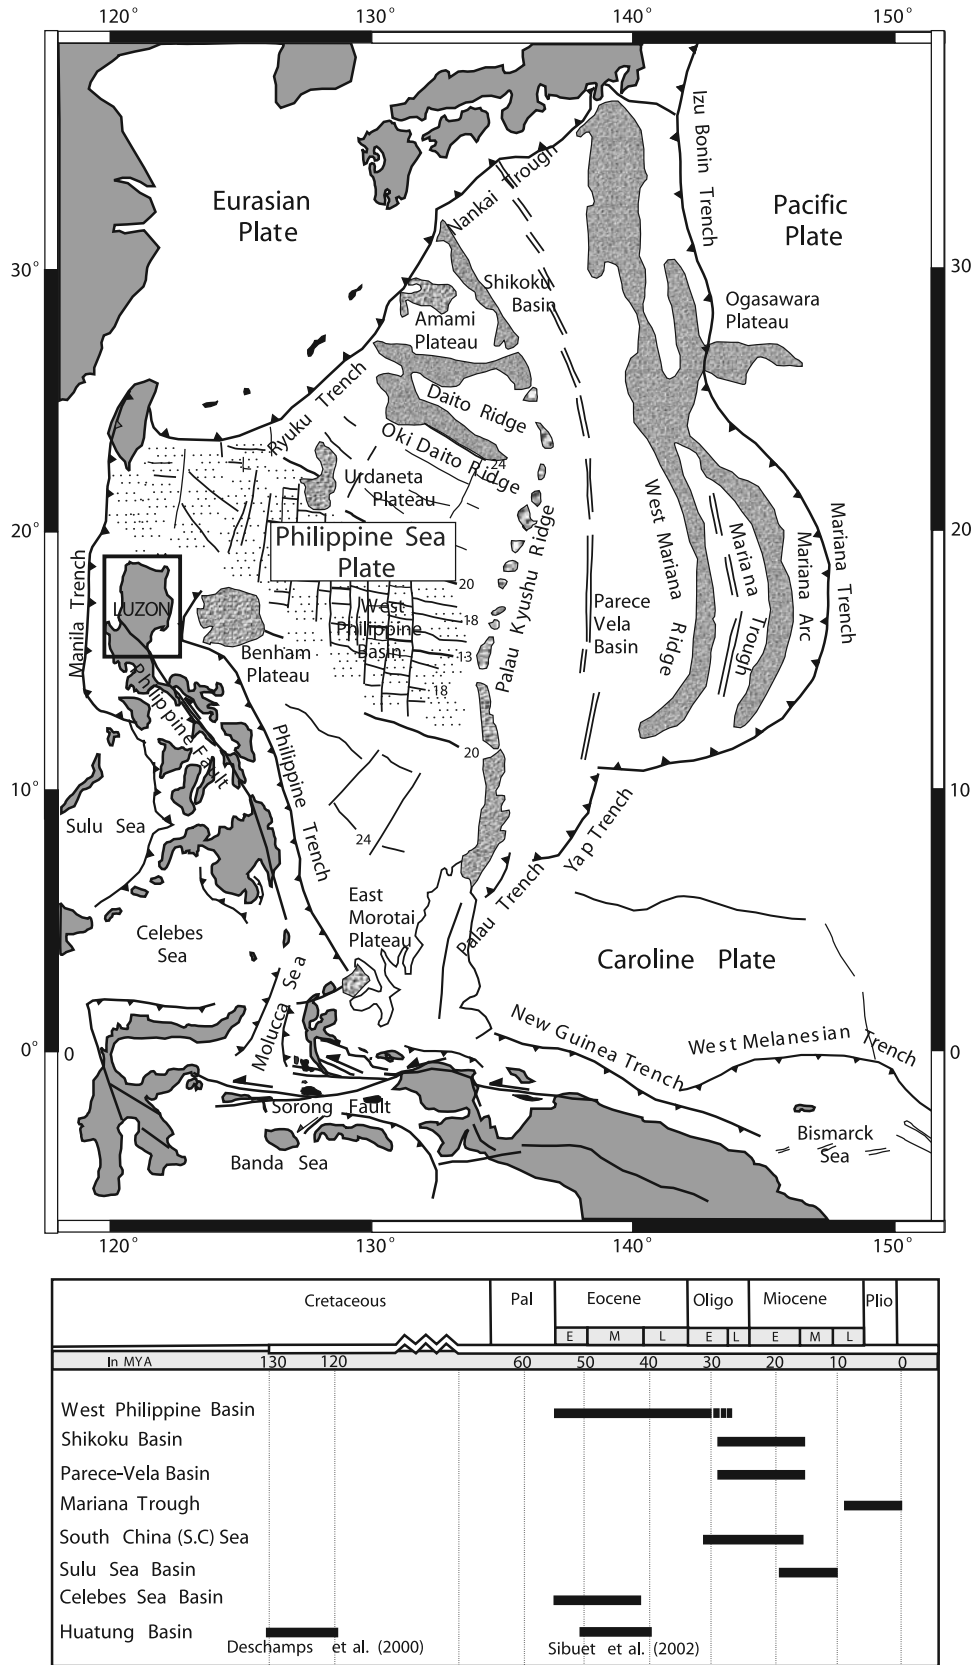 120° 130° 140° 150°
Izu Bonin Trench
Nankai Trough
Eurasian
Plate
Pacific
Plate
30° 30
Shikoku
Basin
Ogasawara
Plateau
Amami
Plateau
Ryuku Trench
Daito Ridge
Oki Daito Ridge
24
Urdaneta
Plateau
20° 20
Philippine Sea
Plate
Manila Trench
LUZON
20
West
Philippine
Basin
18
13
18
Benham
Plateau
Palau Kyushu Ridge
Parece
Vela
Basin
West Mariana Ridge
Mariana Trough
Mariana Arc
Mariana Trench
Philippine Fault
Philippine Trench
20
10° 10
Sulu Sea
24
Yap Trench
Palau Trench
East
Morotai
Plateau
Celebes
Sea
Caroline Plate
Molucca Sea
New Guinea Trench
West Melanesian Trench
0° 0 0
Sorong Fault
Banda Sea
Bismarck
Sea
120° 130° 140° 150°
Cretaceous Pal Eocene Oligo Miocene Plio
E M L E L E M L
In MYA 130 120 60 50 40 30 20 10 0
West Philippine Basin
Shikoku Basin
Parece-Vela Basin
Mariana Trough
South China (S.C) Sea
Sulu Sea Basin
Celebes Sea Basin
Huatung Basin
Deschamps et al. (2000) Sibuet et al. (2002)